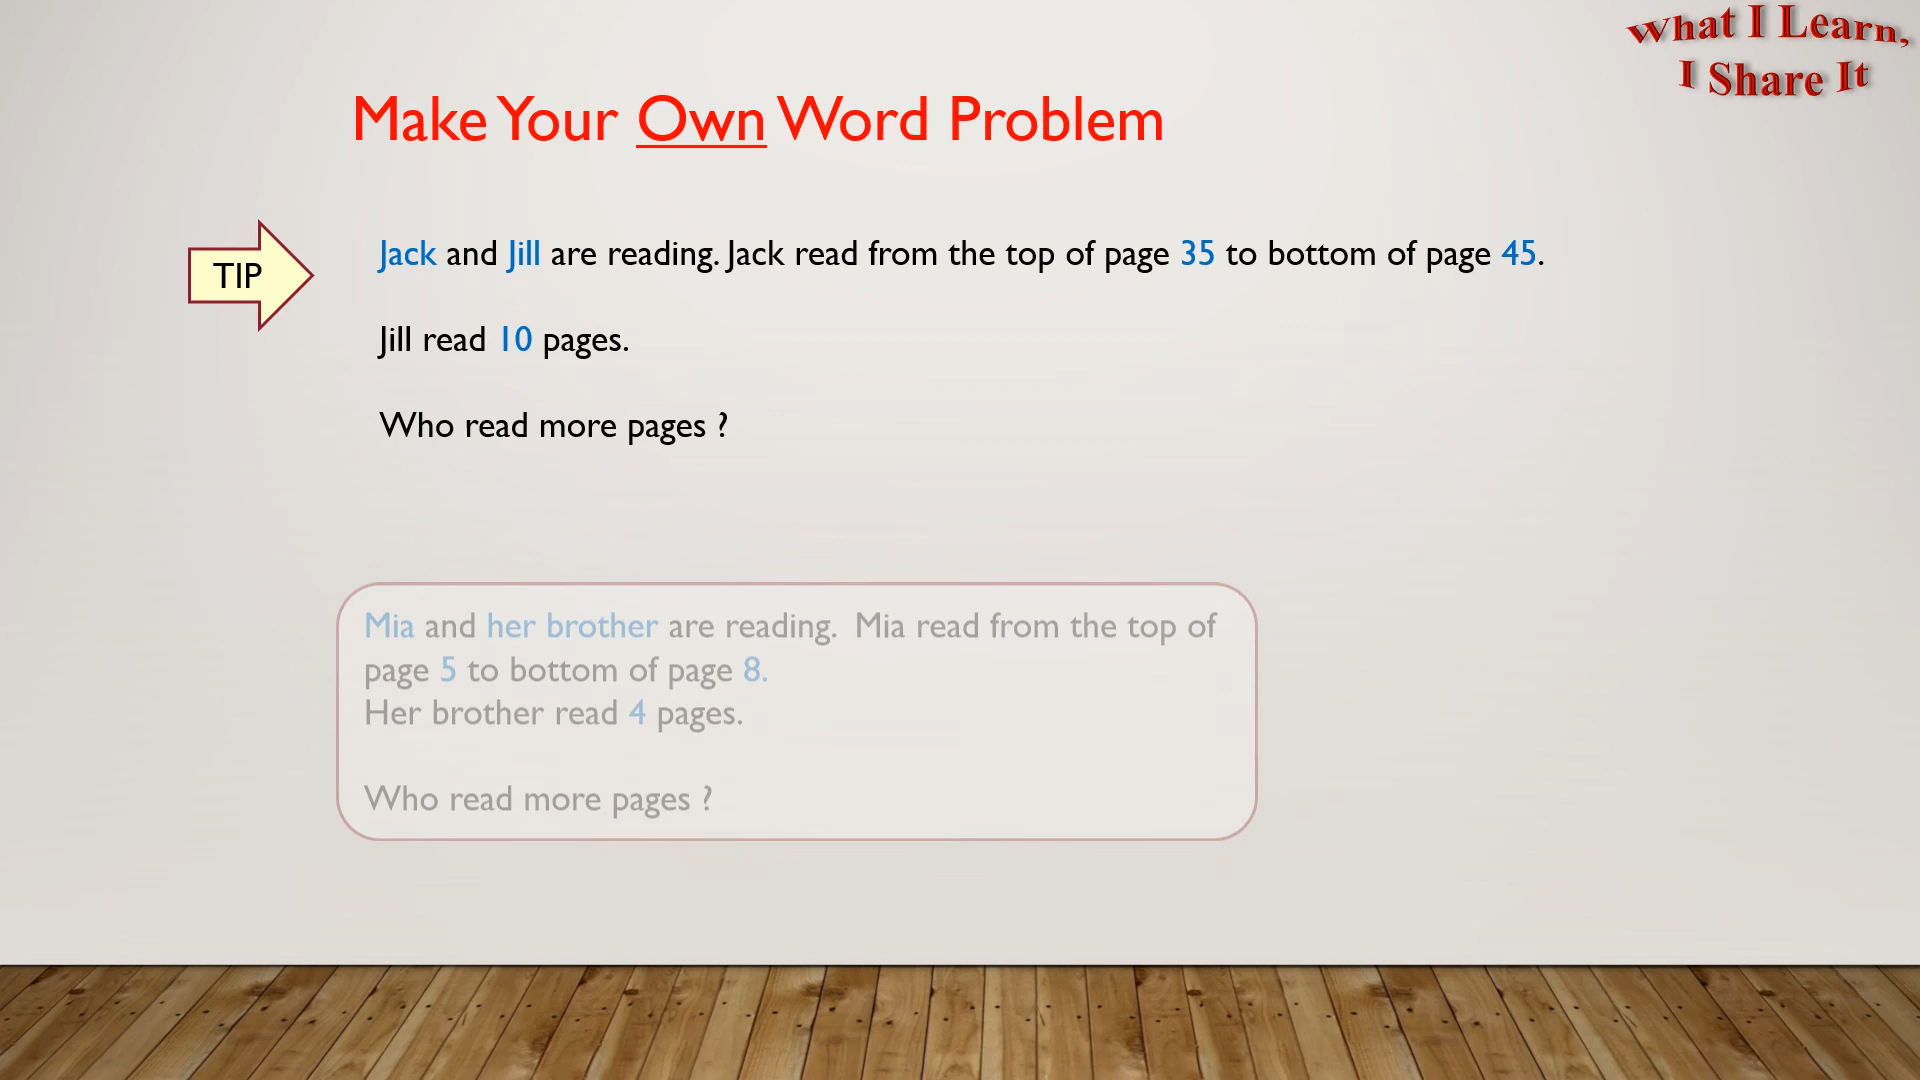 What I Learn,
I Share It
Make Your Own Word Problem
TIP
Jack and Jill are reading. Jack read from the top of page 35 to bottom of page 45.
Jill read 10 pages.
Who read more pages ?
Mia and her brother are reading.  Mia read from the top of
page 5 to bottom of page 8.
Her brother read 4 pages.
Who read more pages ?